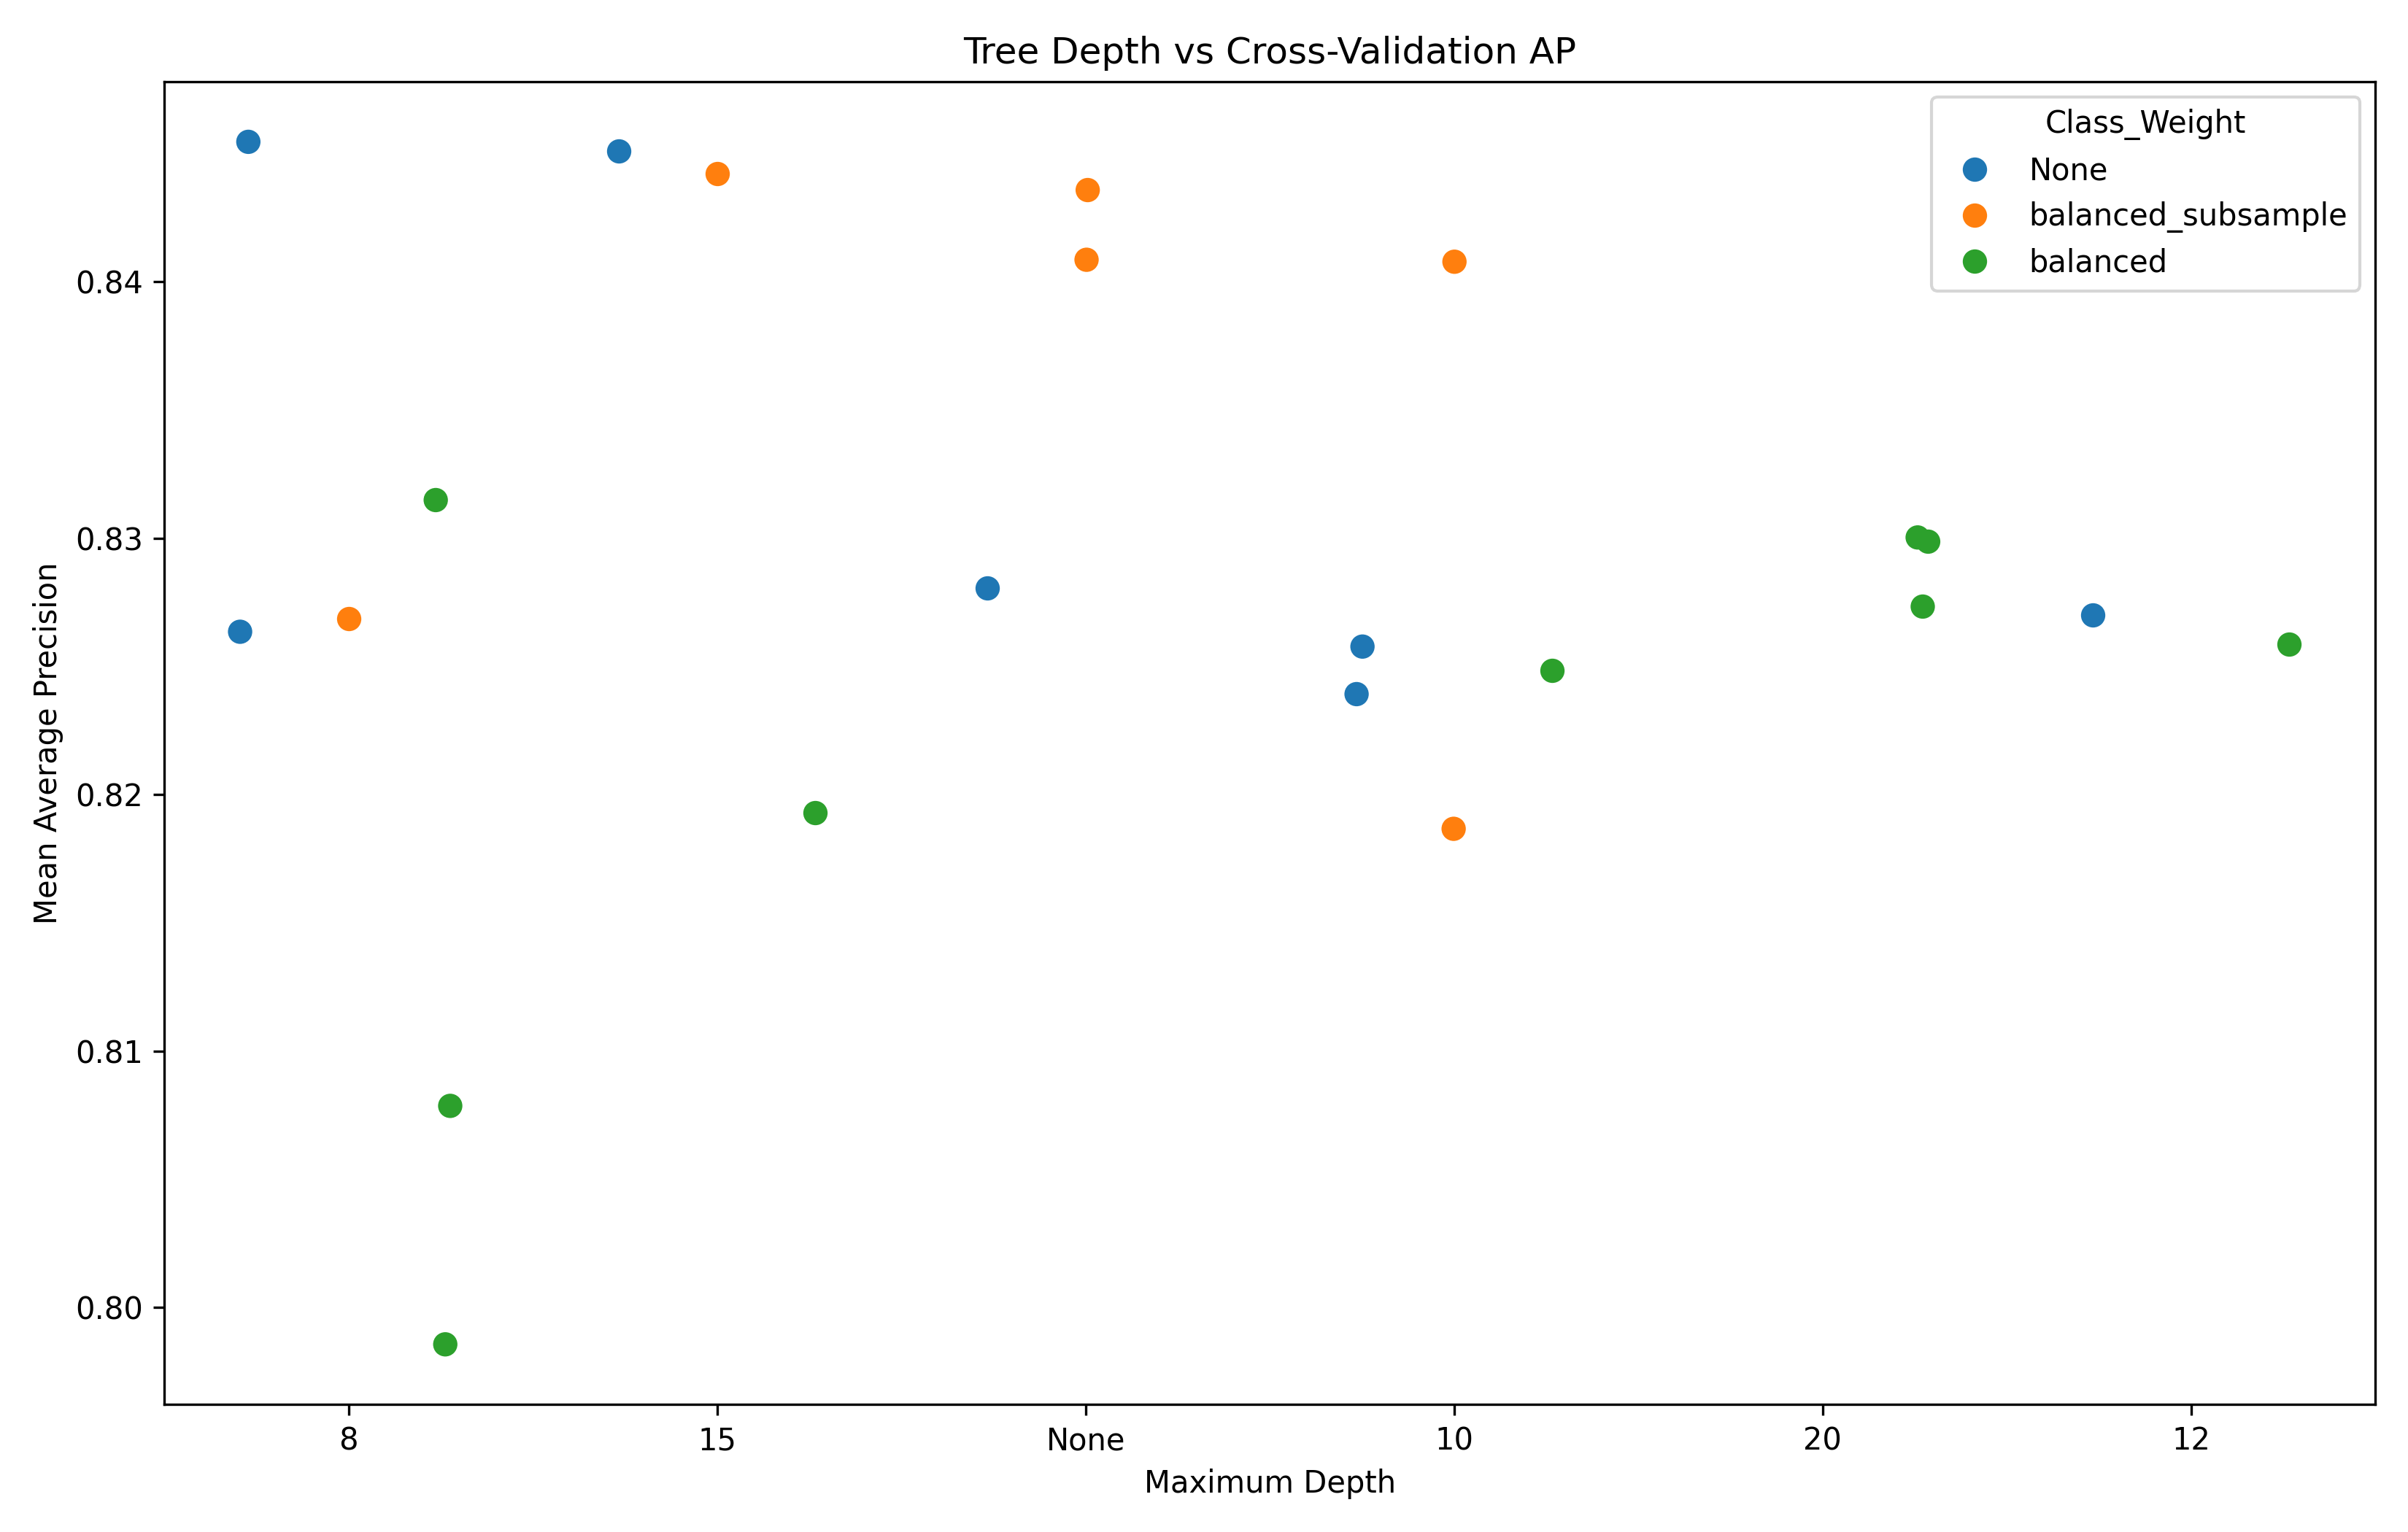 Tree Depth vs Cross-Validation AP
Class_Weight
None
balanced_subsample
balanced
0.84
0.83
0.82
0.81
0.80
Mean Average Precision
8
15
None
10
20
12
Maximum Depth